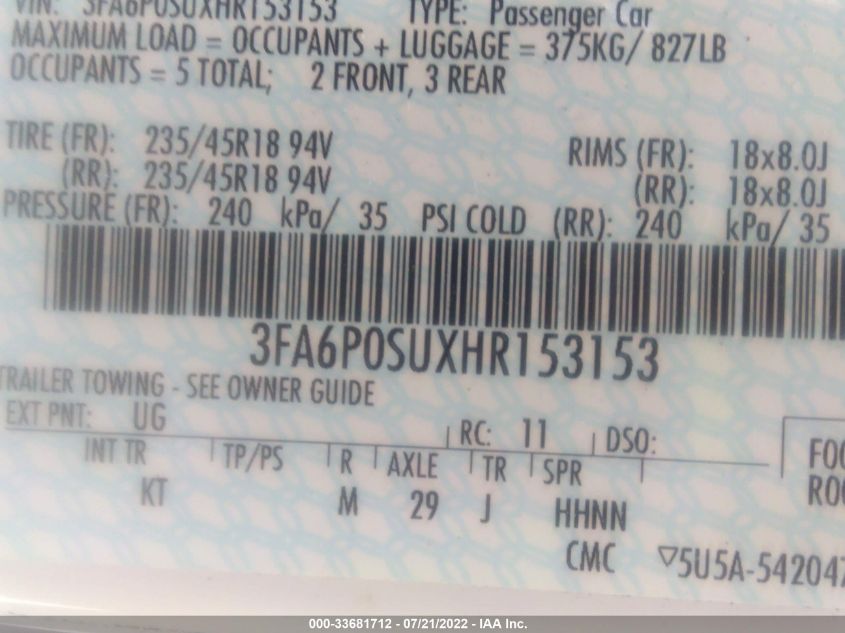 VIN: 3FA6P0SUXHR153153 TYPE: Passenger Car
MAXIMUM LOAD = OCCUPANTS + LUGGAGE = 375KG/ 827LB
OCCUPANTS = 5 TOTAL; 2 FRONT, 3 REAR
TIRE (FR): 235/45R18 94V RIMS (FR): 18x8.0J
(RR): 235/45R18 94V (RR): 18x8.0J
PRESSURE (FR): 240 kPa/ 35 PSI COLD (RR): 240 kPa/ 35
3FA6P0SUXHR153153
TRAILER TOWING - SEE OWNER GUIDE
EXT PNT: UG RC: 11 DSO:
INT TR TP/PS R AXLE TR SPR
KT M 29 J HHNN
CMC ▽5U5A-542047
000-33681712 - 07/21/2022 - IAA Inc.